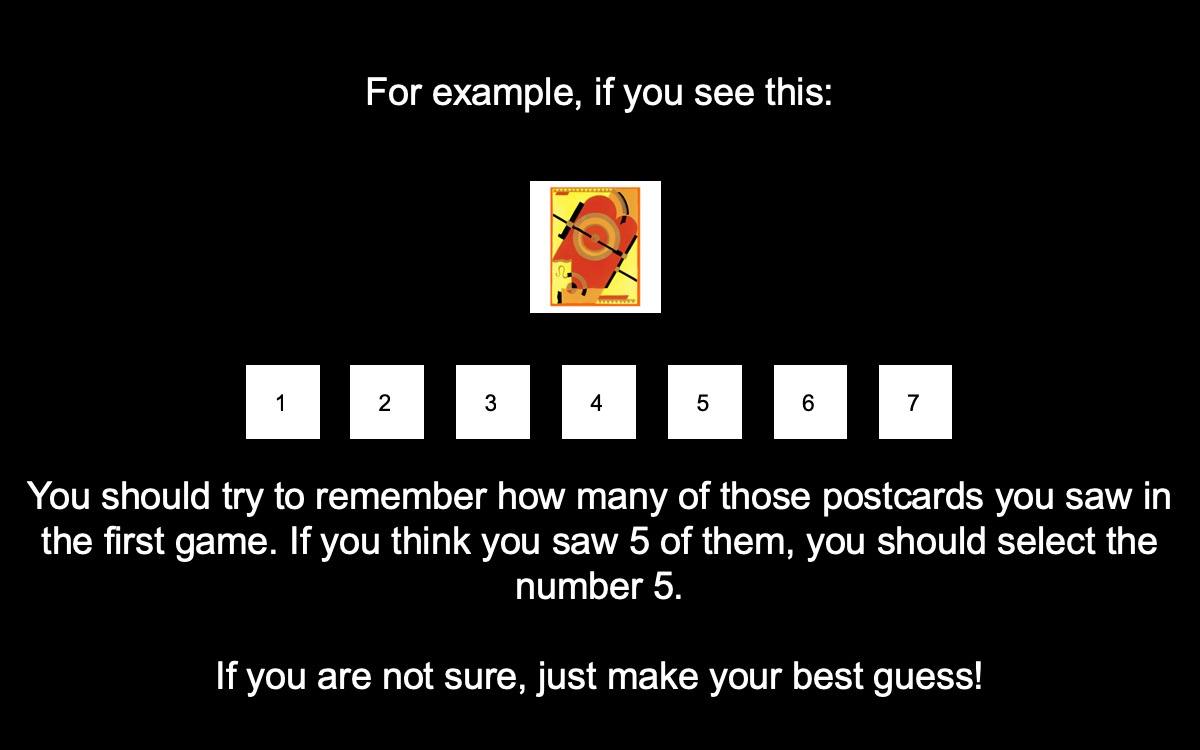 For example, if you see this:
1 2 3 4 5 6 7
You should try to remember how many of those postcards you saw in
the first game. If you think you saw 5 of them, you should select the
number 5.
If you are not sure, just make your best guess!